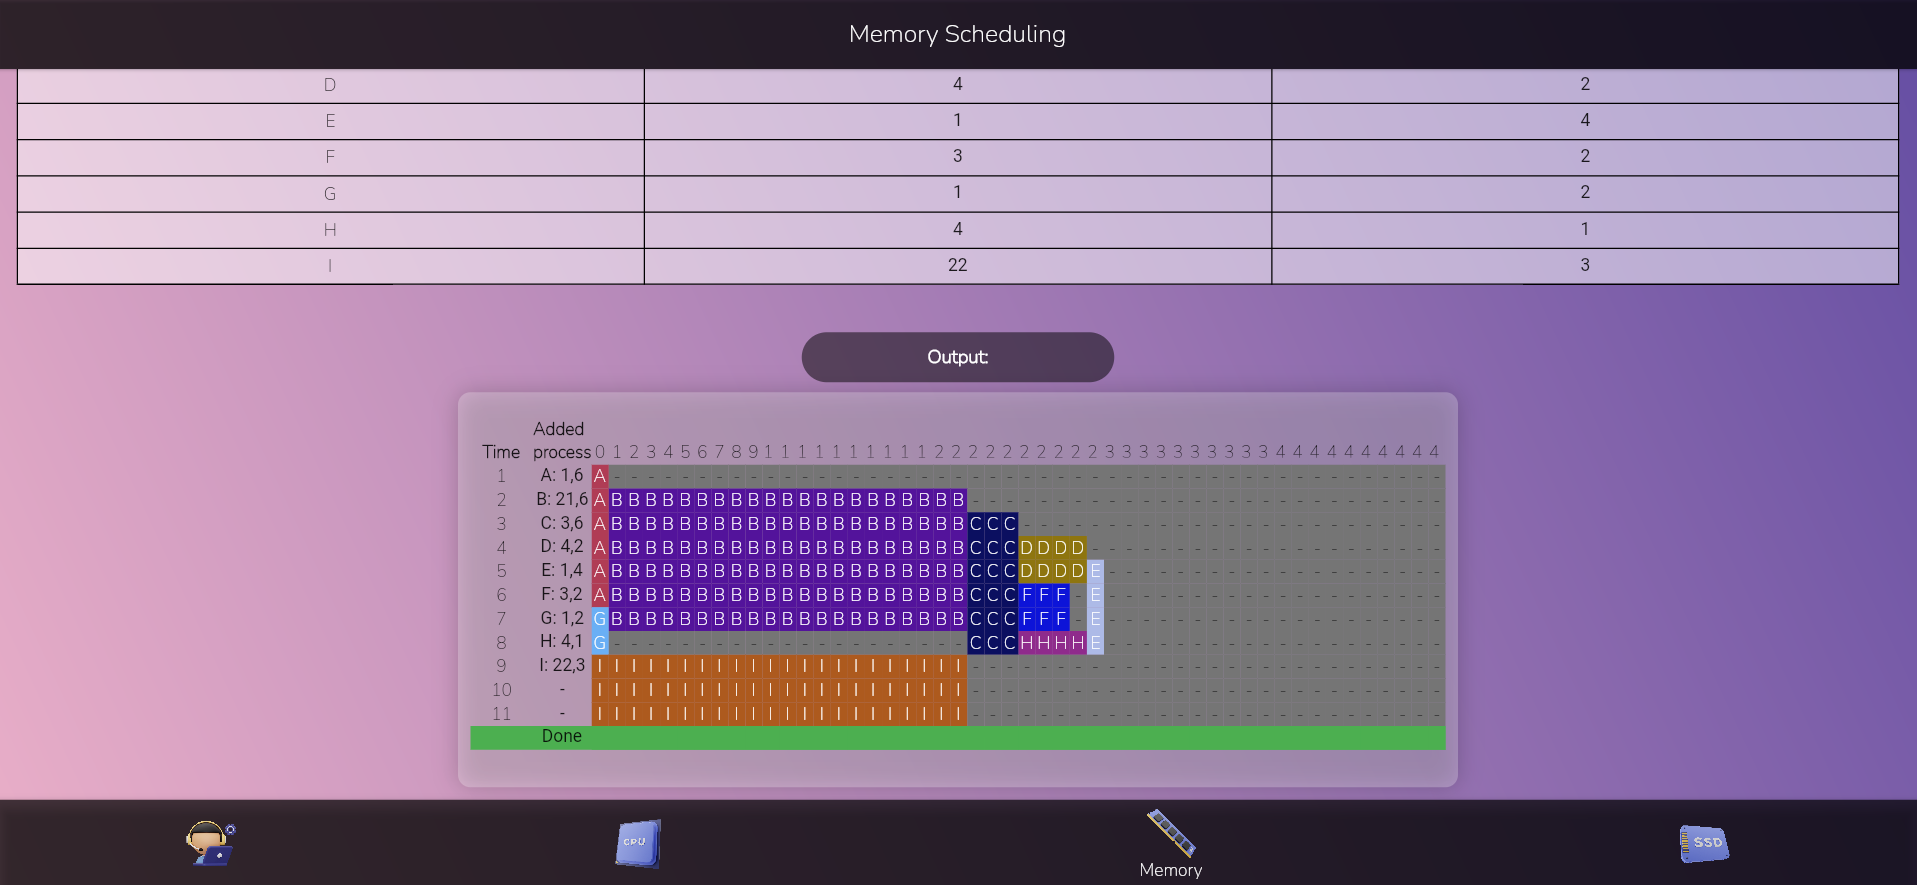 Memory Scheduling
D 4 2
E 1 4
F 3 2
G 1 2
H 4 1
I 22 3
Output:
Added
Time process 0 1 2 3 4 5 6 7 8 9 1 1 1 1 1 1 1 1 1 1 2 2 2 2 2 2 2 2 2 2 3 3 3 3 3 3 3 3 3 3 4 4 4 4 4 4 4 4 4 4
1 A: 1,6 A - - - - - - - - - - - - - - - - - - - - - - - - - - - - - - - - - - - - - - - - - - - - - - - - -
2 B: 21,6 A B B B B B B B B B B B B B B B B B B B B B - - - - - - - - - - - - - - - - - - - - - - - - - - - -
3 C: 3,6 A B B B B B B B B B B B B B B B B B B B B B C C C - - - - - - - - - - - - - - - - - - - - - - - - -
4 D: 4,2 A B B B B B B B B B B B B B B B B B B B B B C C C D D D D - - - - - - - - - - - - - - - - - - - - -
5 E: 1,4 A B B B B B B B B B B B B B B B B B B B B B C C C D D D D E - - - - - - - - - - - - - - - - - - - -
6 F: 3,2 A B B B B B B B B B B B B B B B B B B B B B C C C F F F - E - - - - - - - - - - - - - - - - - - - -
7 G: 1,2 G B B B B B B B B B B B B B B B B B B B B B C C C F F F - E - - - - - - - - - - - - - - - - - - - -
8 H: 4,1 G - - - - - - - - - - - - - - - - - - - - - C C C H H H H E - - - - - - - - - - - - - - - - - - - -
9 I: 22,3 I I I I I I I I I I I I I I I I I I I I I I - - - - - - - - - - - - - - - - - - - - - - - - - - - -
10 - I I I I I I I I I I I I I I I I I I I I I I - - - - - - - - - - - - - - - - - - - - - - - - - - - -
11 - I I I I I I I I I I I I I I I I I I I I I I - - - - - - - - - - - - - - - - - - - - - - - - - - - -
Done
CPU
Memory
SSD